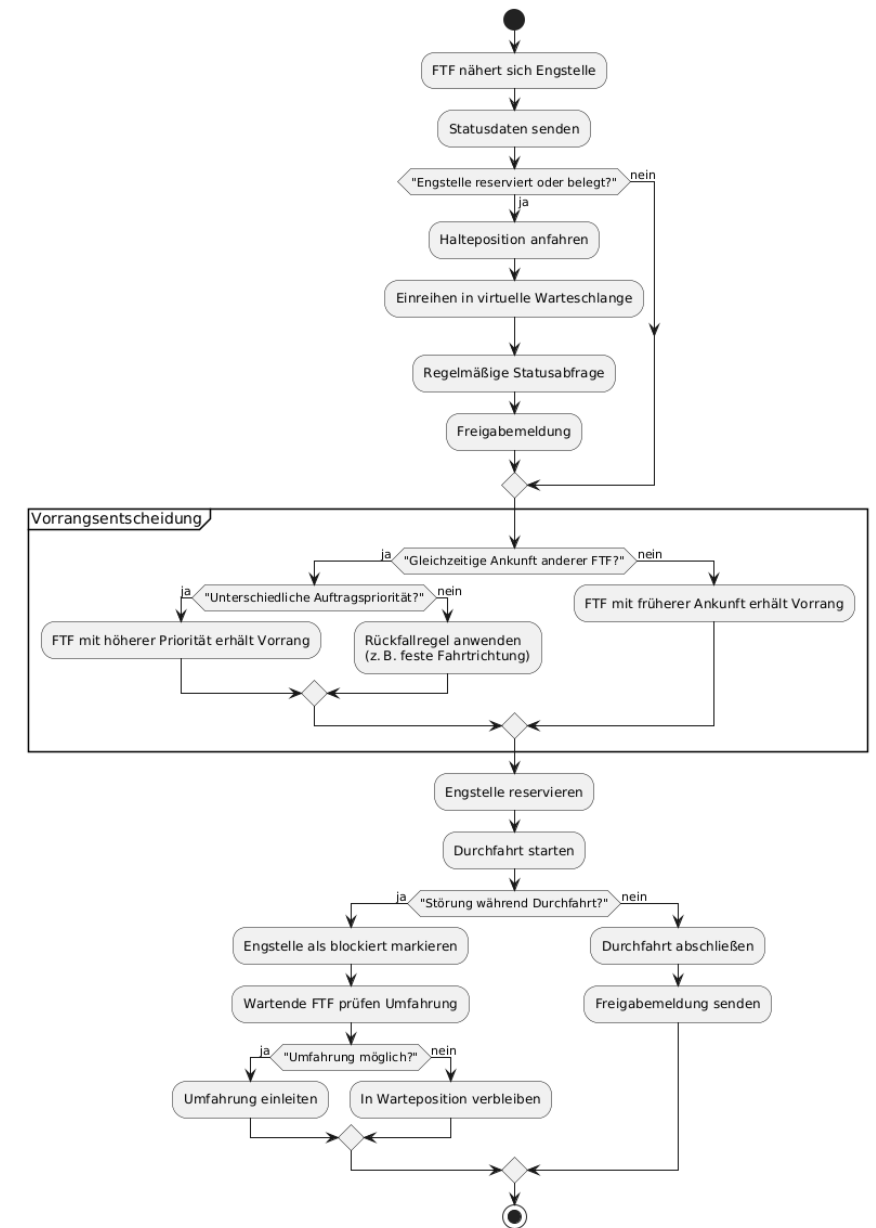 FTF nähert sich Engstelle
Statusdaten senden
"Engstelle reserviert oder belegt?"
nein
ja
Halteposition anfahren
Einreihen in virtuelle Warteschlange
Regelmäßige Statusabfrage
Freigabemeldung
Vorrangsentscheidung
ja
"Gleichzeitige Ankunft anderer FTF?"
nein
ja
"Unterschiedliche Auftragspriorität?"
nein
FTF mit früherer Ankunft erhält Vorrang
FTF mit höherer Priorität erhält Vorrang
Rückfallregel anwenden
(z. B. feste Fahrtrichtung)
Engstelle reservieren
Durchfahrt starten
ja
"Störung während Durchfahrt?"
nein
Engstelle als blockiert markieren
Durchfahrt abschließen
Wartende FTF prüfen Umfahrung
Freigabemeldung senden
ja
"Umfahrung möglich?"
nein
Umfahrung einleiten
In Warteposition verbleiben